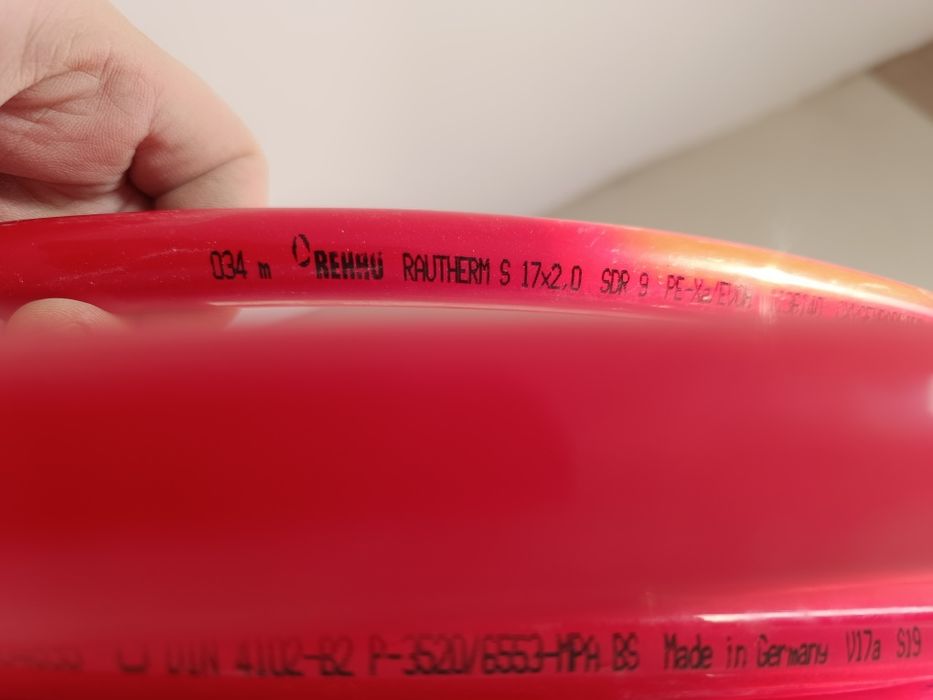 034 m REHAU RAUTHERM S 17x2,0 SDR 9 PE-Xa/EVOH
DIN 4102-B2 P-3520/6553-MPA BS Made in Germany V17a S19